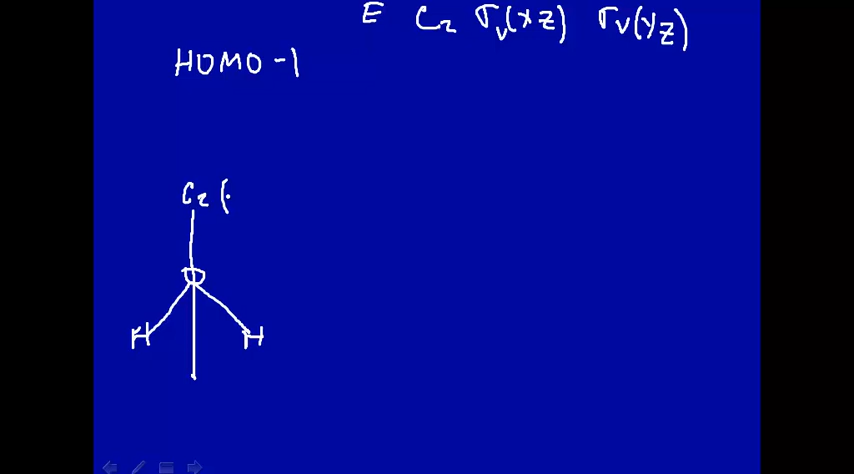 E C₂ σᵥ(xz) σᵥ(yz)
HOMO-1
C₂ (
O
H H